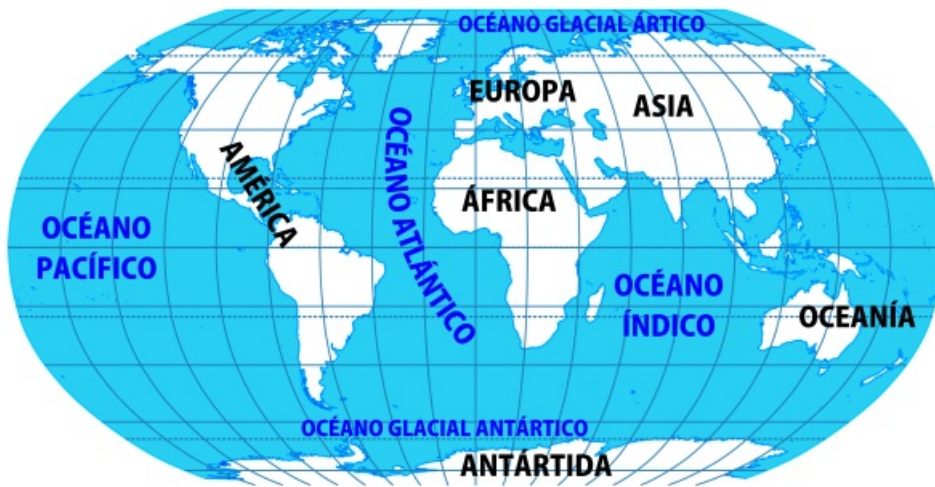 OCÉANO GLACIAL ÁRTICO
EUROPA
ASIA
AMÉRICA
OCÉANO ATLÁNTICO
ÁFRICA
OCÉANO
PACÍFICO
OCÉANO
ÍNDICO
OCEANÍA
OCÉANO GLACIAL ANTÁRTICO
ANTÁRTIDA